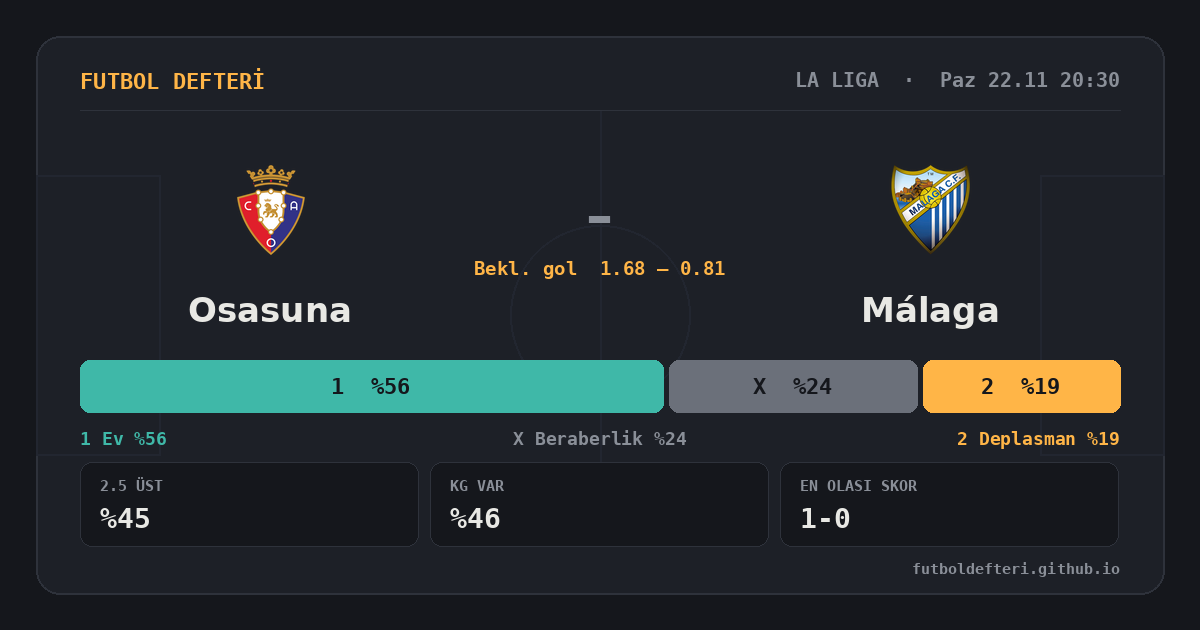 FUTBOL DEFTERİ
LA LIGA · Paz 22.11 20:30
C A
O
MALAGA C.F.
–
Bekl. gol 1.68 – 0.81
Osasuna
Málaga
1 %56
X %24
2 %19
1 Ev %56
X Beraberlik %24
2 Deplasman %19
2.5 ÜST
KG VAR
EN OLASI SKOR
%45
%46
1-0
futboldefteri.github.io